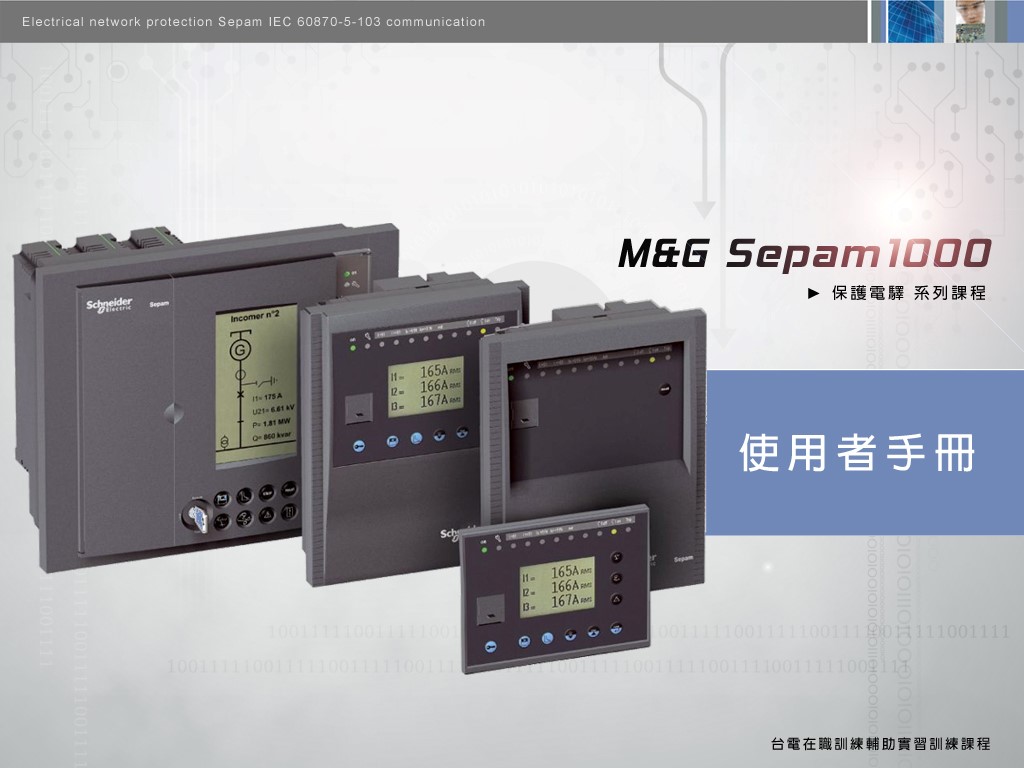 Electrical network protection Sepam IEC 60870-5-103 communication
M&G Sepam1000
► 保護電驛 系列課程
使用者手冊
Schneider
Electric
Sepam
Incomer n°2
G
I1= 175 A
U21= 6.61 kV
P= 1.81 MW
Q= 860 kvar
I1= 165A RMS
I2= 166A RMS
I3= 167A RMS
Sch
Sepam
I1= 165A RMS
I2= 166A RMS
I3= 167A RMS
1001111100111110011111001111100111110011111001111
台電在職訓練輔助實習訓練課程